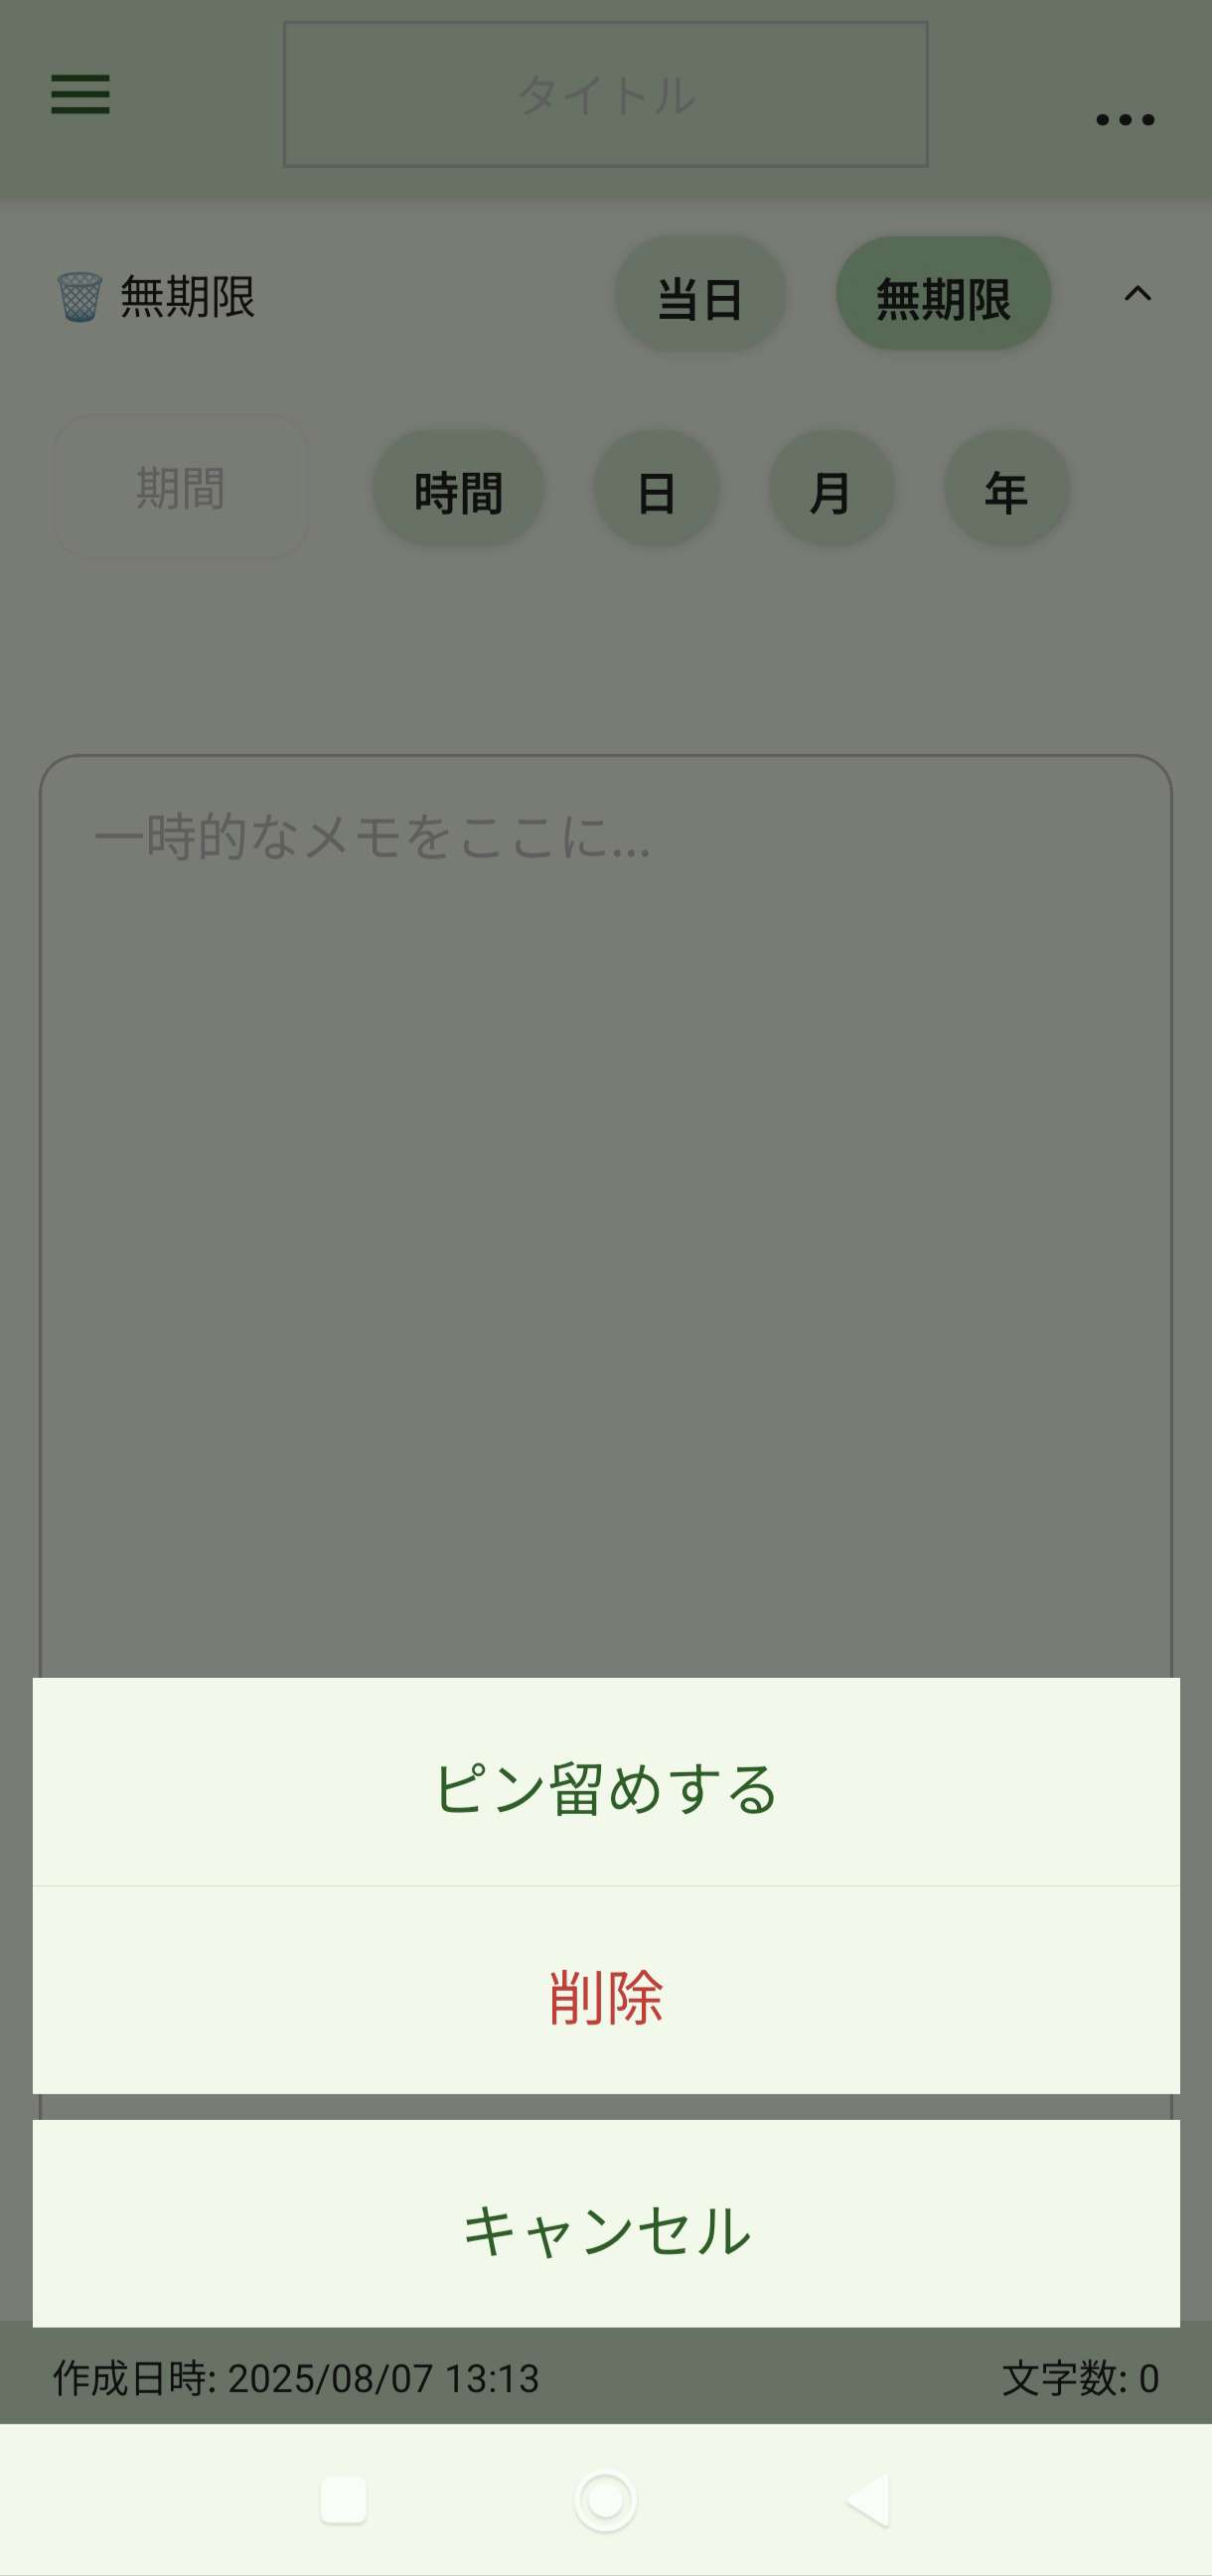 タイトル
無期限 当日 無期限
期間 時間 日 月 年
一時的なメモをここに...
ピン留めする
削除
キャンセル
作成日時: 2025/08/07 13:13 文字数: 0